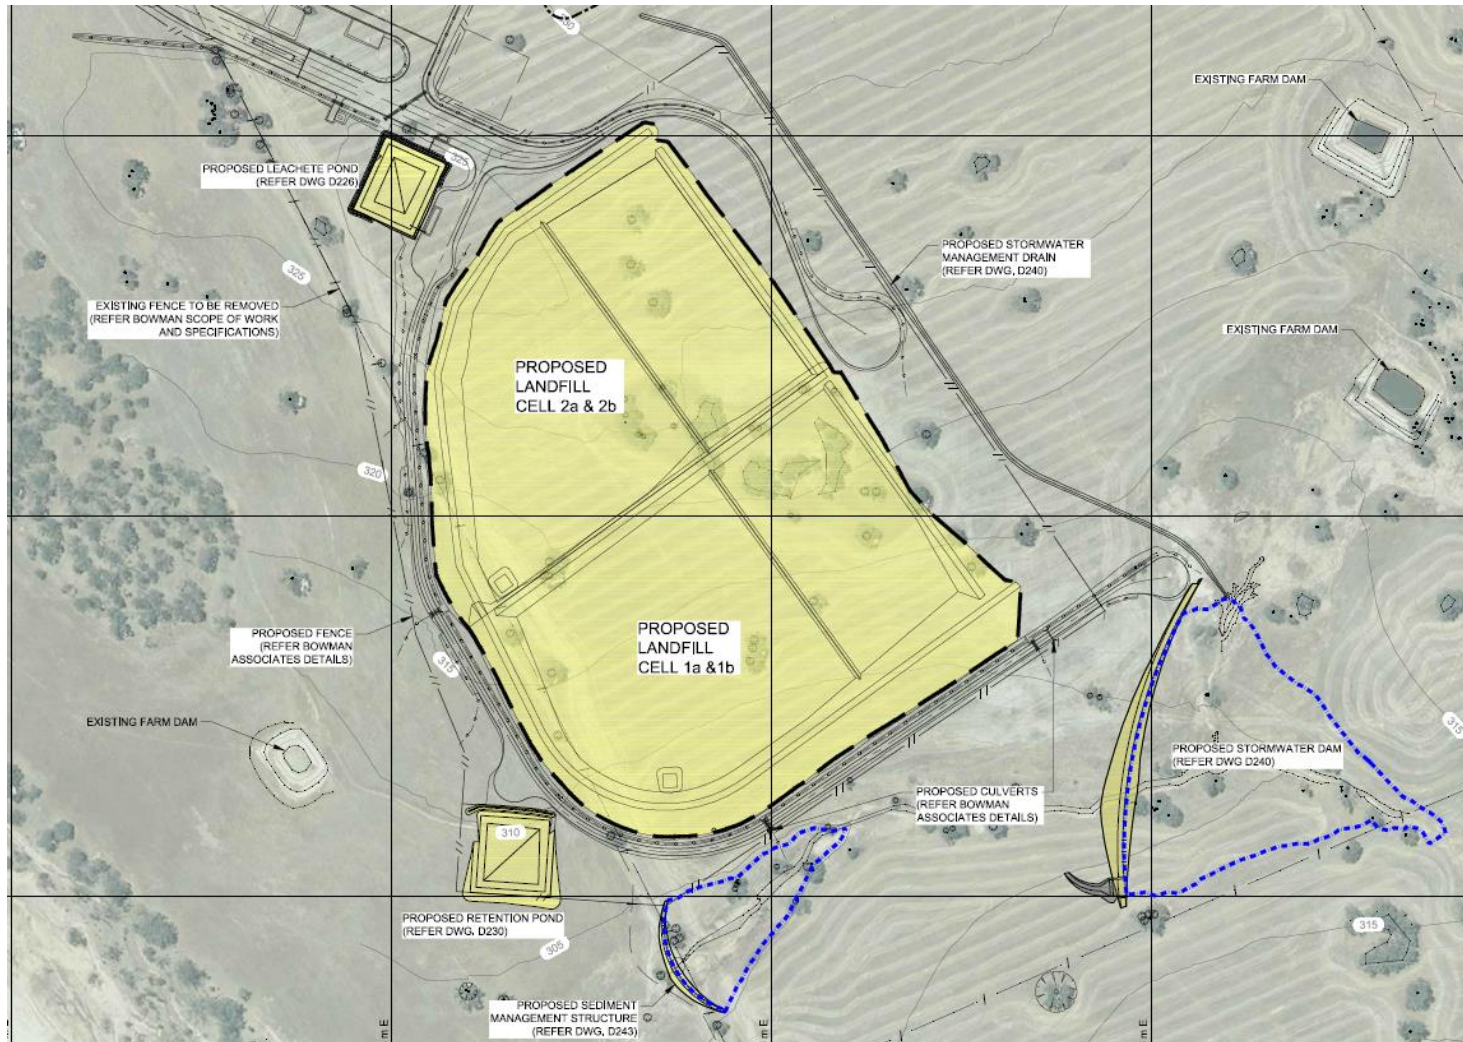 350
EXISTING FARM DAM
325
PROPOSED LEACHETE POND
(REFER DWG D226)
PROPOSED STORMWATER
MANAGEMENT DRAIN
(REFER DWG, D240)
325
EXISTING FENCE TO BE REMOVED
(REFER BOWMAN SCOPE OF WORK
AND SPECIFICATIONS)
EXISTING FARM DAM
PROPOSED
LANDFILL
CELL 2a & 2b
320
PROPOSED
LANDFILL
CELL 1a &1b
PROPOSED FENCE
(REFER BOWMAN
ASSOCIATES DETAILS)
315
EXISTING FARM DAM
315
PROPOSED STORMWATER DAM
(REFER DWG D240)
PROPOSED CULVERTS
(REFER BOWMAN
ASSOCIATES DETAILS)
310
PROPOSED RETENTION POND
(REFER DWG. D230)
305
315
PROPOSED SEDIMENT
MANAGEMENT STRUCTURE
(REFER DWG, D243)
m E
m E
m E